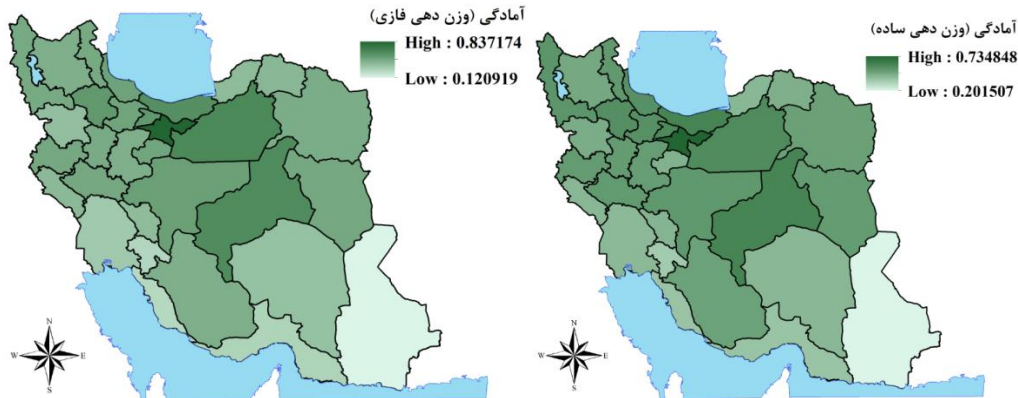 آمادگی (وزن دهی فازی)
High : 0.837174
Low : 0.120919
N
W
E
S
آمادگی (وزن دهی ساده)
High : 0.734848
Low : 0.201507
N
W
E
S